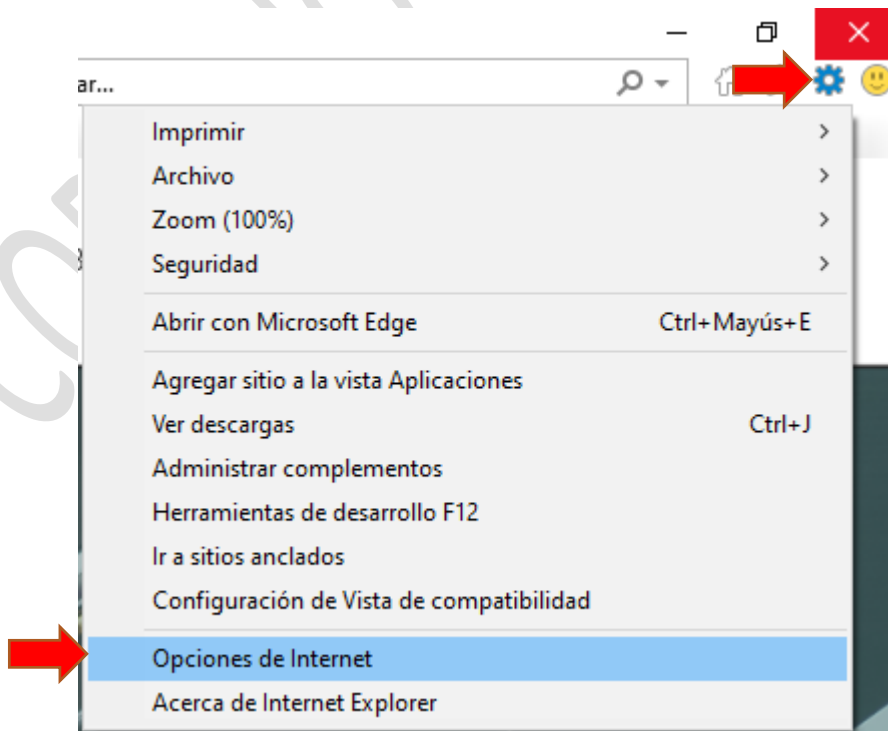 ar...
Imprimir
Archivo
Zoom (100%)
Seguridad
Abrir con Microsoft Edge Ctrl+Mayús+E
Agregar sitio a la vista Aplicaciones
Ver descargas Ctrl+J
Administrar complementos
Herramientas de desarrollo F12
Ir a sitios anclados
Configuración de Vista de compatibilidad
Opciones de Internet
Acerca de Internet Explorer